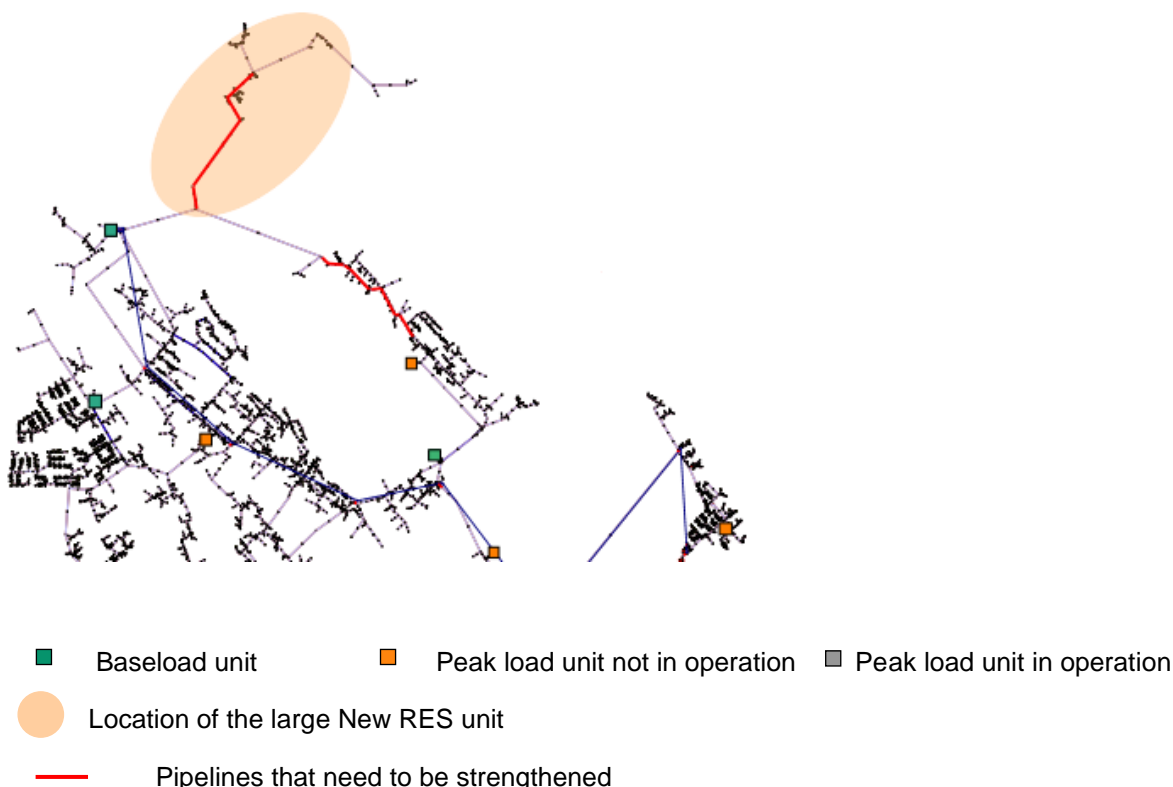 Baseload unit
Peak load unit not in operation
Peak load unit in operation
Location of the large New RES unit
Pipelines that need to be strengthened